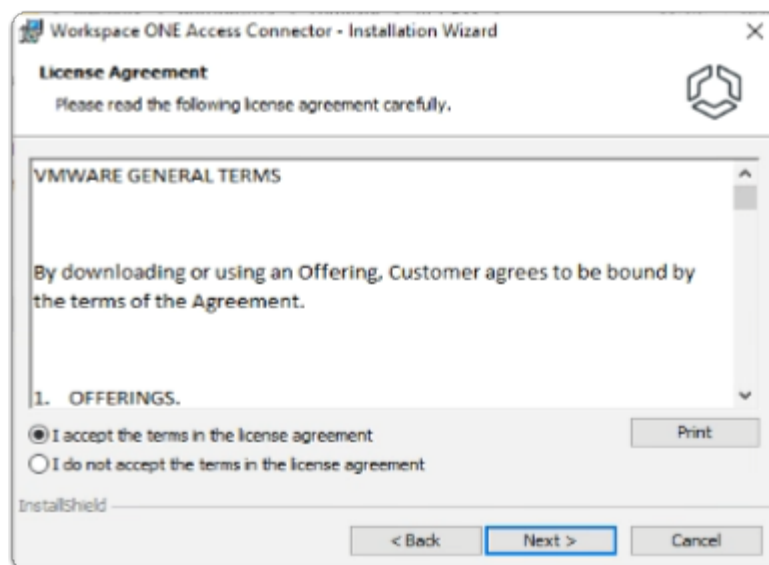 Workspace ONE Access Connector - Installation Wizard
License Agreement
Please read the following license agreement carefully.
VMWARE GENERAL TERMS
By downloading or using an Offering, Customer agrees to be bound by
the terms of the Agreement.
1. OFFERINGS.
I accept the terms in the license agreement
Print
I do not accept the terms in the license agreement
InstallShield
< Back
Next >
Cancel